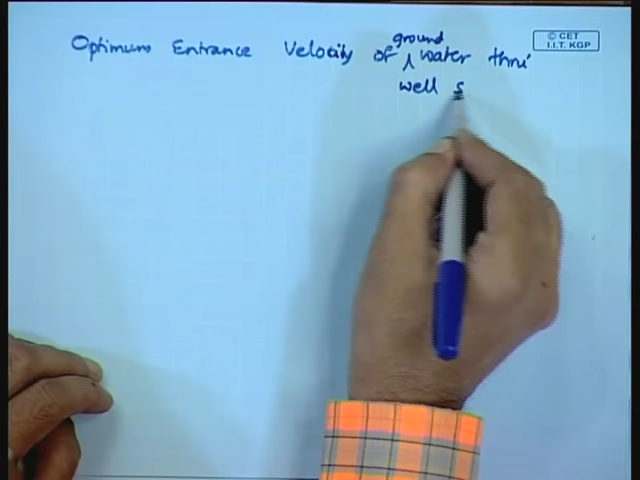 Optimum Entrance Velocity of ground water thru'
well s
© CET
I.I.T. KGP